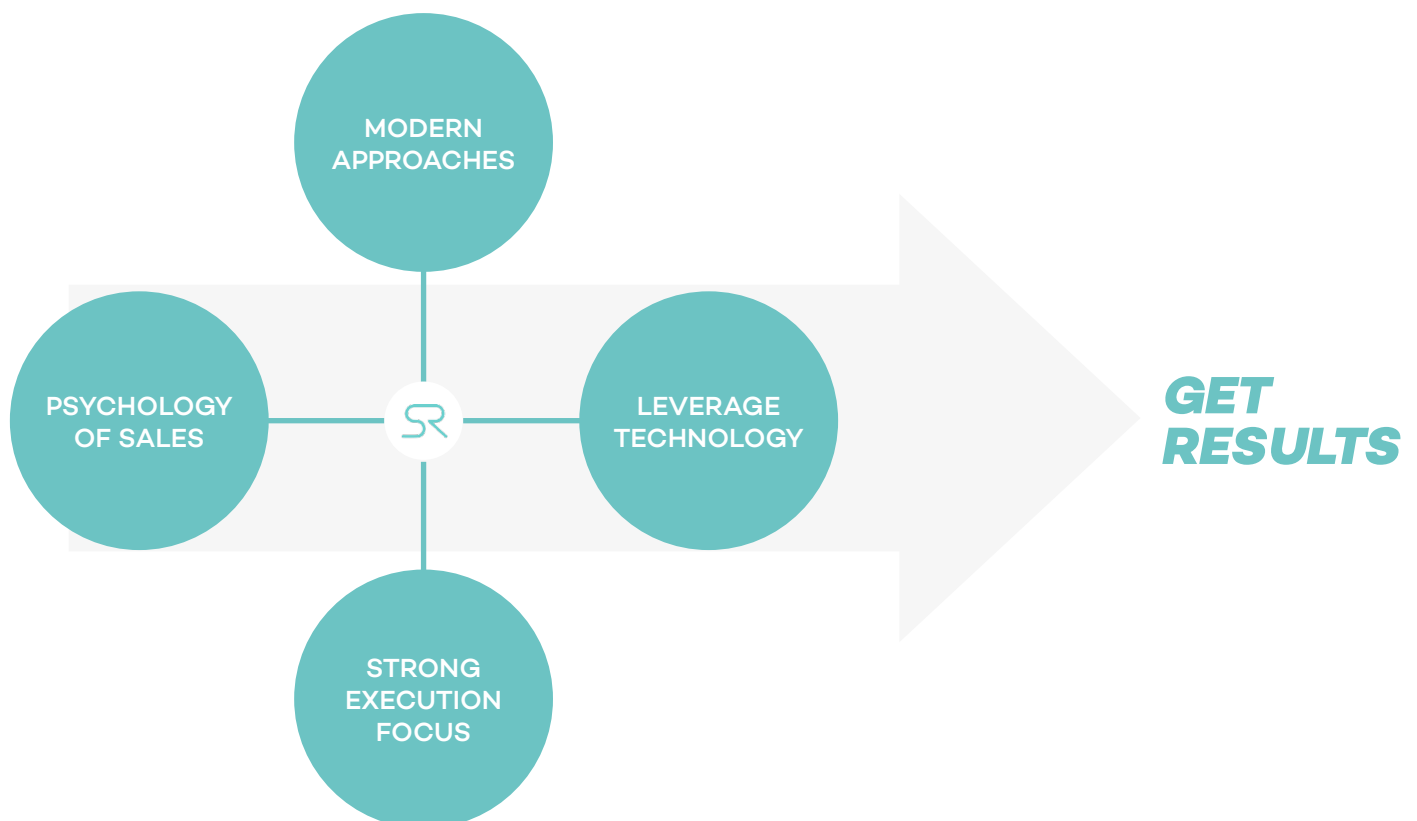 MODERN
APPROACHES
PSYCHOLOGY
OF SALES
SR
LEVERAGE
TECHNOLOGY
STRONG
EXECUTION
FOCUS
GET
RESULTS